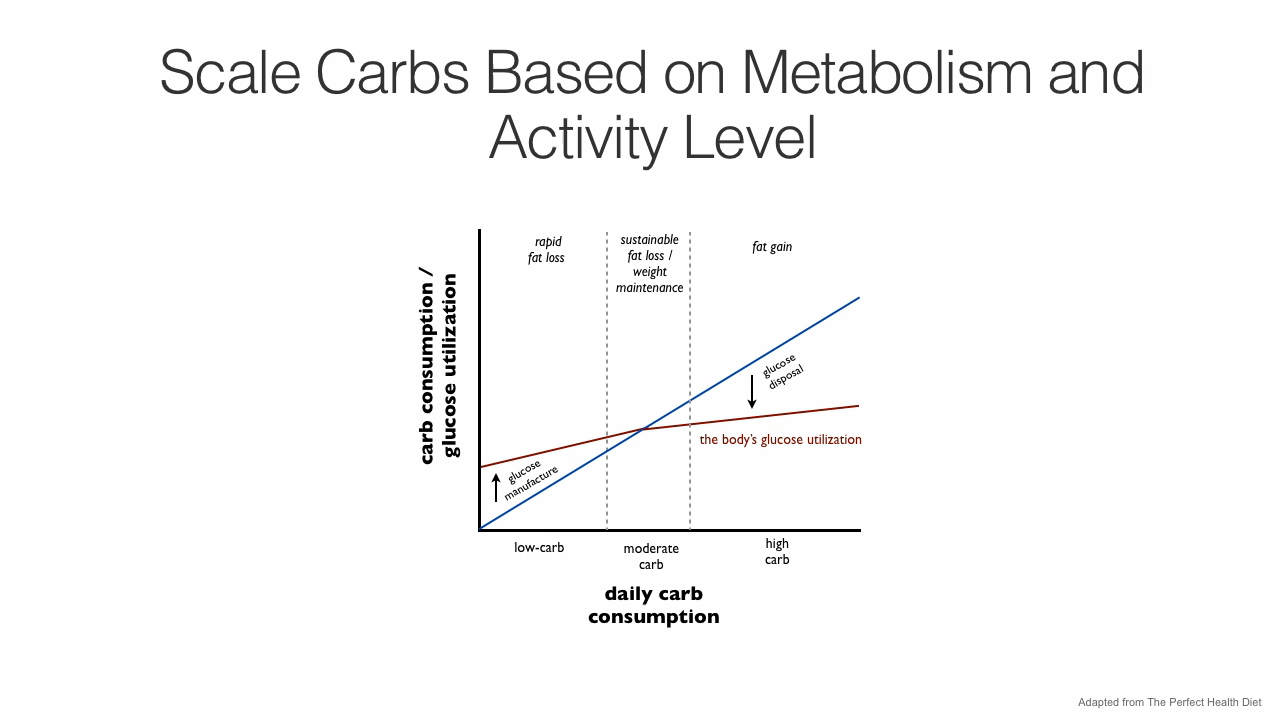 Scale Carbs Based on Metabolism and
Activity Level
rapid
fat loss
sustainable
fat loss /
weight
maintenance
fat gain
carb consumption /
glucose utilization
glucose
disposal
the body's glucose utilization
glucose
manufacture
low-carb
moderate
carb
high
carb
daily carb
consumption
Adapted from The Perfect Health Diet